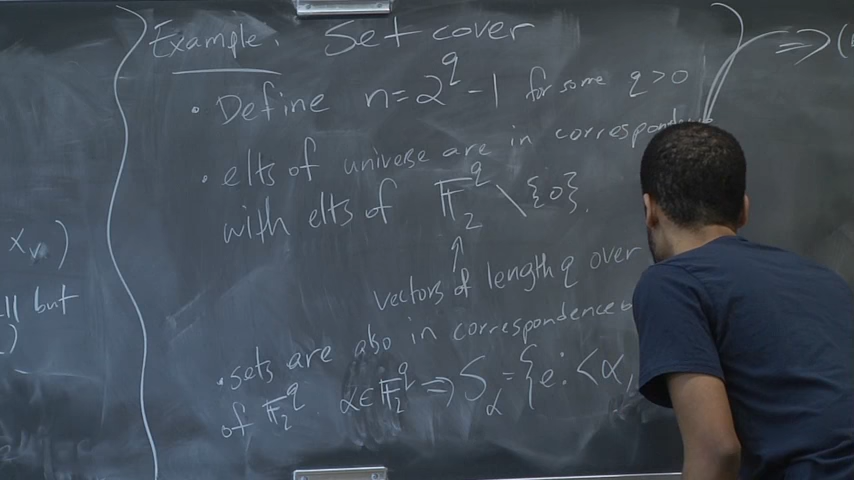 x_v)
ll but
)
Example. Set cover
• Define n = 2^q - 1 for some q > 0
• elts of universe are in correspondence
with elts of F_2^q \ {0}.
↑
vectors of length q over
• sets are also in correspondence
of F_2^q α ∈ F_2^q ⇒ S_α = {e: <α,
⇒ (